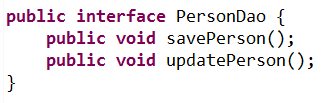 public interface PersonDao {
    public void savePerson();
    public void updatePerson();
}